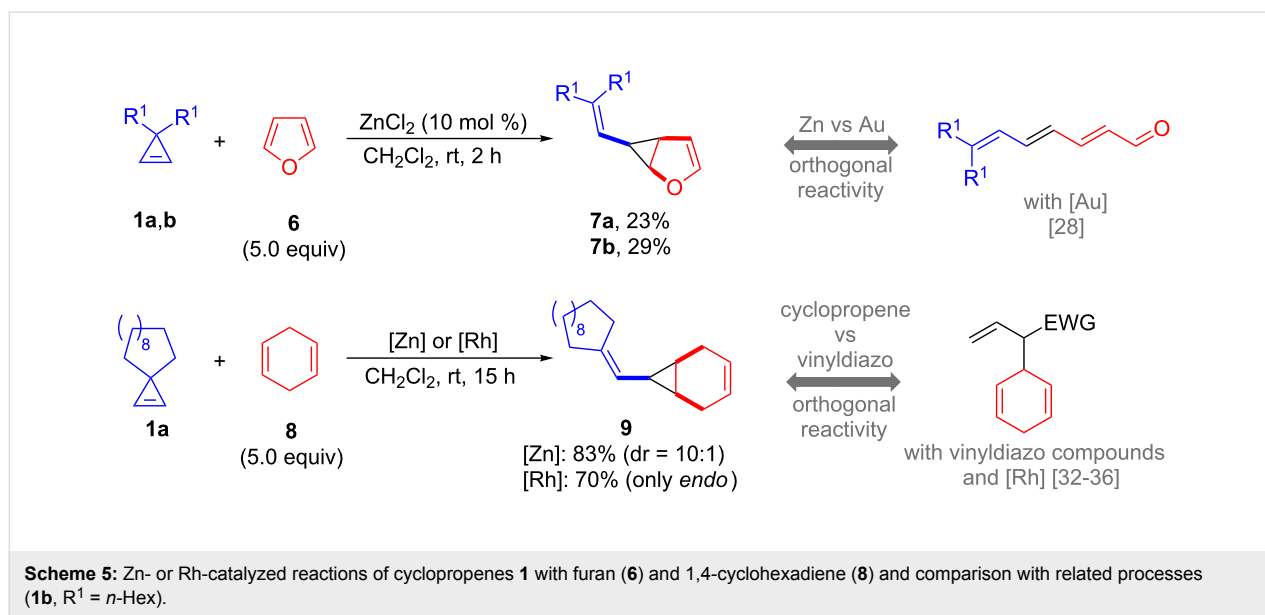 R¹ R¹
+
O
1a,b
6
(5.0 equiv)
ZnCl₂ (10 mol %)
CH₂Cl₂, rt, 2 h
R¹ R¹
O
7a, 23%
7b, 29%
Zn vs Au
orthogonal
reactivity
R¹
R¹
O
with [Au]
[28]
( )8
+
1a
8
(5.0 equiv)
[Zn] or [Rh]
CH₂Cl₂, rt, 15 h
( )8
9
[Zn]: 83% (dr = 10:1)
[Rh]: 70% (only endo)
cyclopropene
vs
vinyldiazo
orthogonal
reactivity
EWG
with vinyldiazo compounds
and [Rh] [32-36]
Scheme 5: Zn- or Rh-catalyzed reactions of cyclopropenes 1 with furan (6) and 1,4-cyclohexadiene (8) and comparison with related processes
(1b, R¹ = n-Hex).